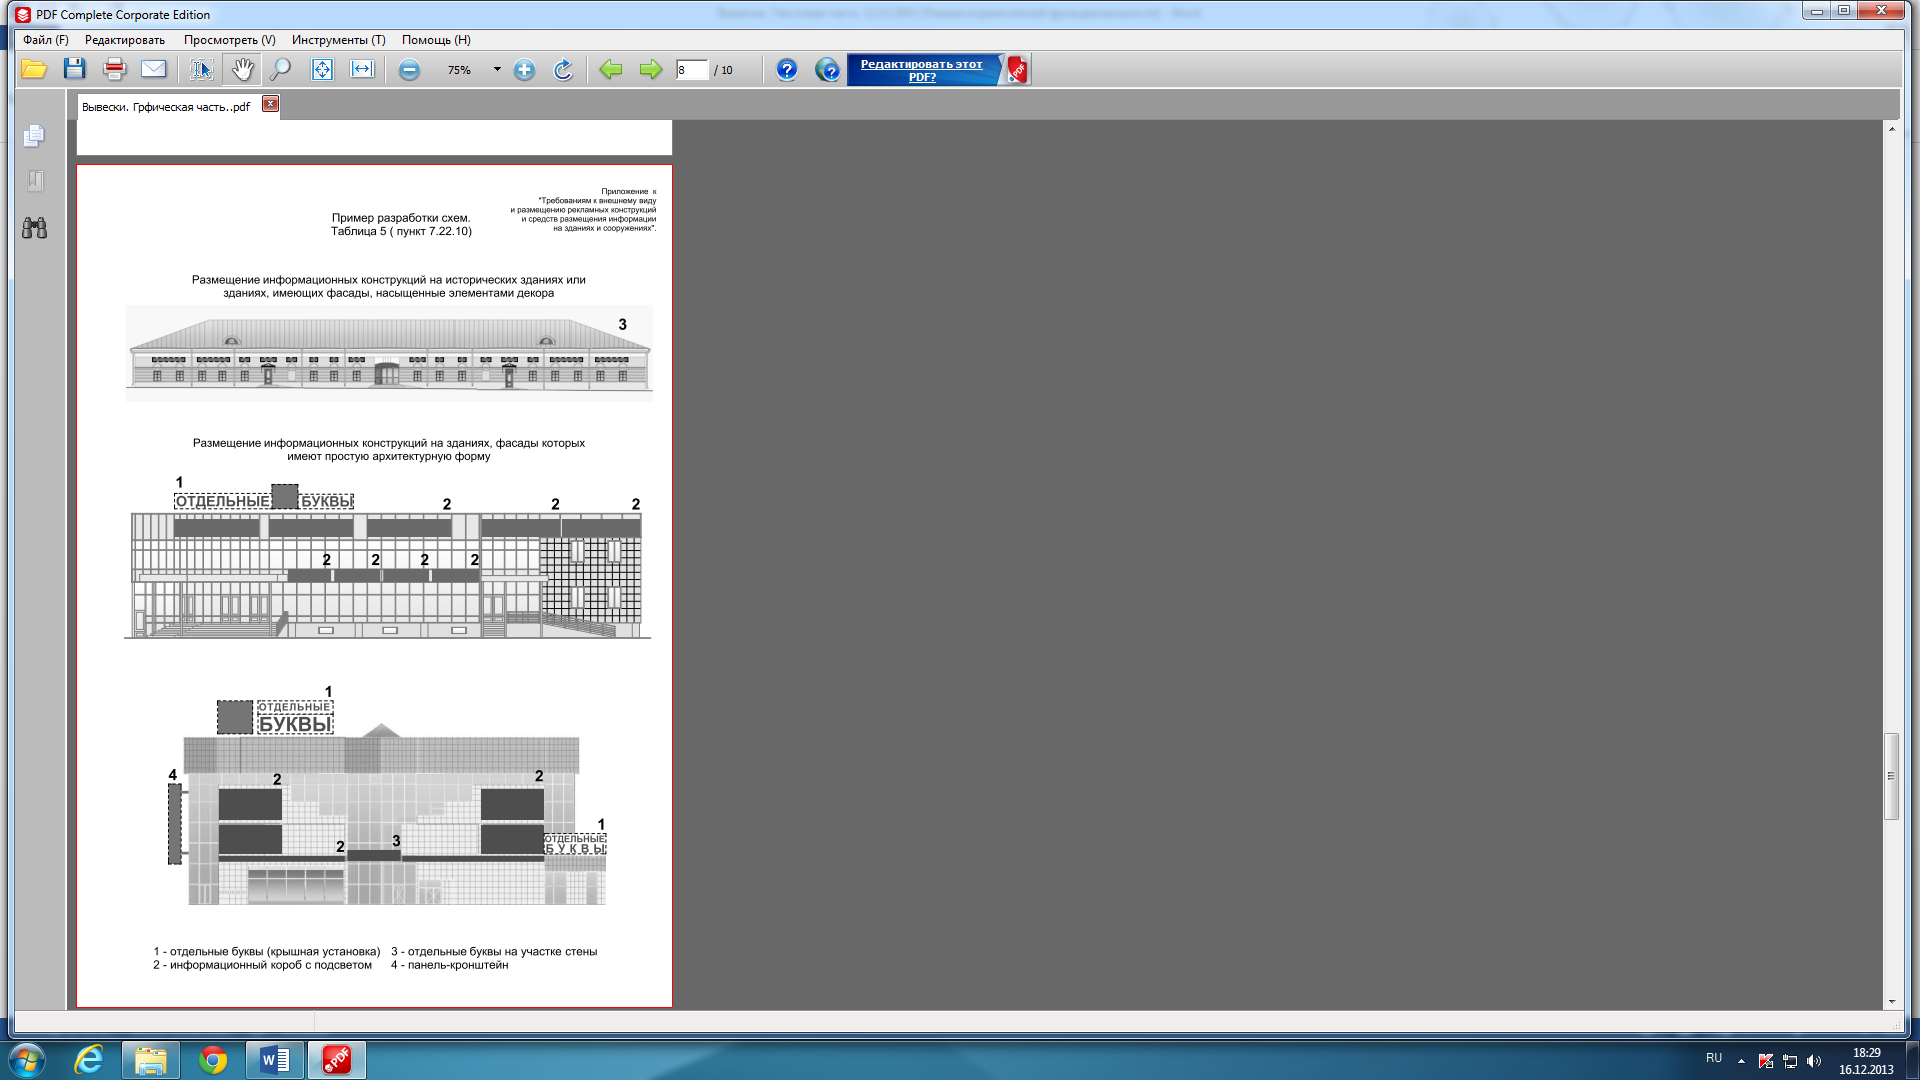 PDF Complete Corporate Edition
Файл (F) Редактировать Просмотреть (V) Инструменты (T) Помощь (H)
75% 8 / 10 Редактировать этот
PDF?
Вывески. Грфическая часть..pdf
Приложение к
"Требованиям к внешнему виду
и размещению рекламных конструкций
и средств размещения информации
на зданиях и сооружениях".
Пример разработки схем.
Таблица 5 ( пункт 7.22.10)
Размещение информационных конструкций на исторических зданиях или
зданиях, имеющих фасады, насыщенные элементами декора
3
Размещение информационных конструкций на зданиях, фасады которых
имеют простую архитектурную форму
1
ОТДЕЛЬНЫЕ БУКВЫ
2 2 2
2 2 2 2
1
ОТДЕЛЬНЫЕ
БУКВЫ
4 2 2
1
2 3
ОТДЕЛЬНЫЕ
БУКВЫ
1 - отдельные буквы (крышная установка) 3 - отдельные буквы на участке стены
2 - информационный короб с подсветом 4 - панель-кронштейн
RU
18:29
16.12.2013